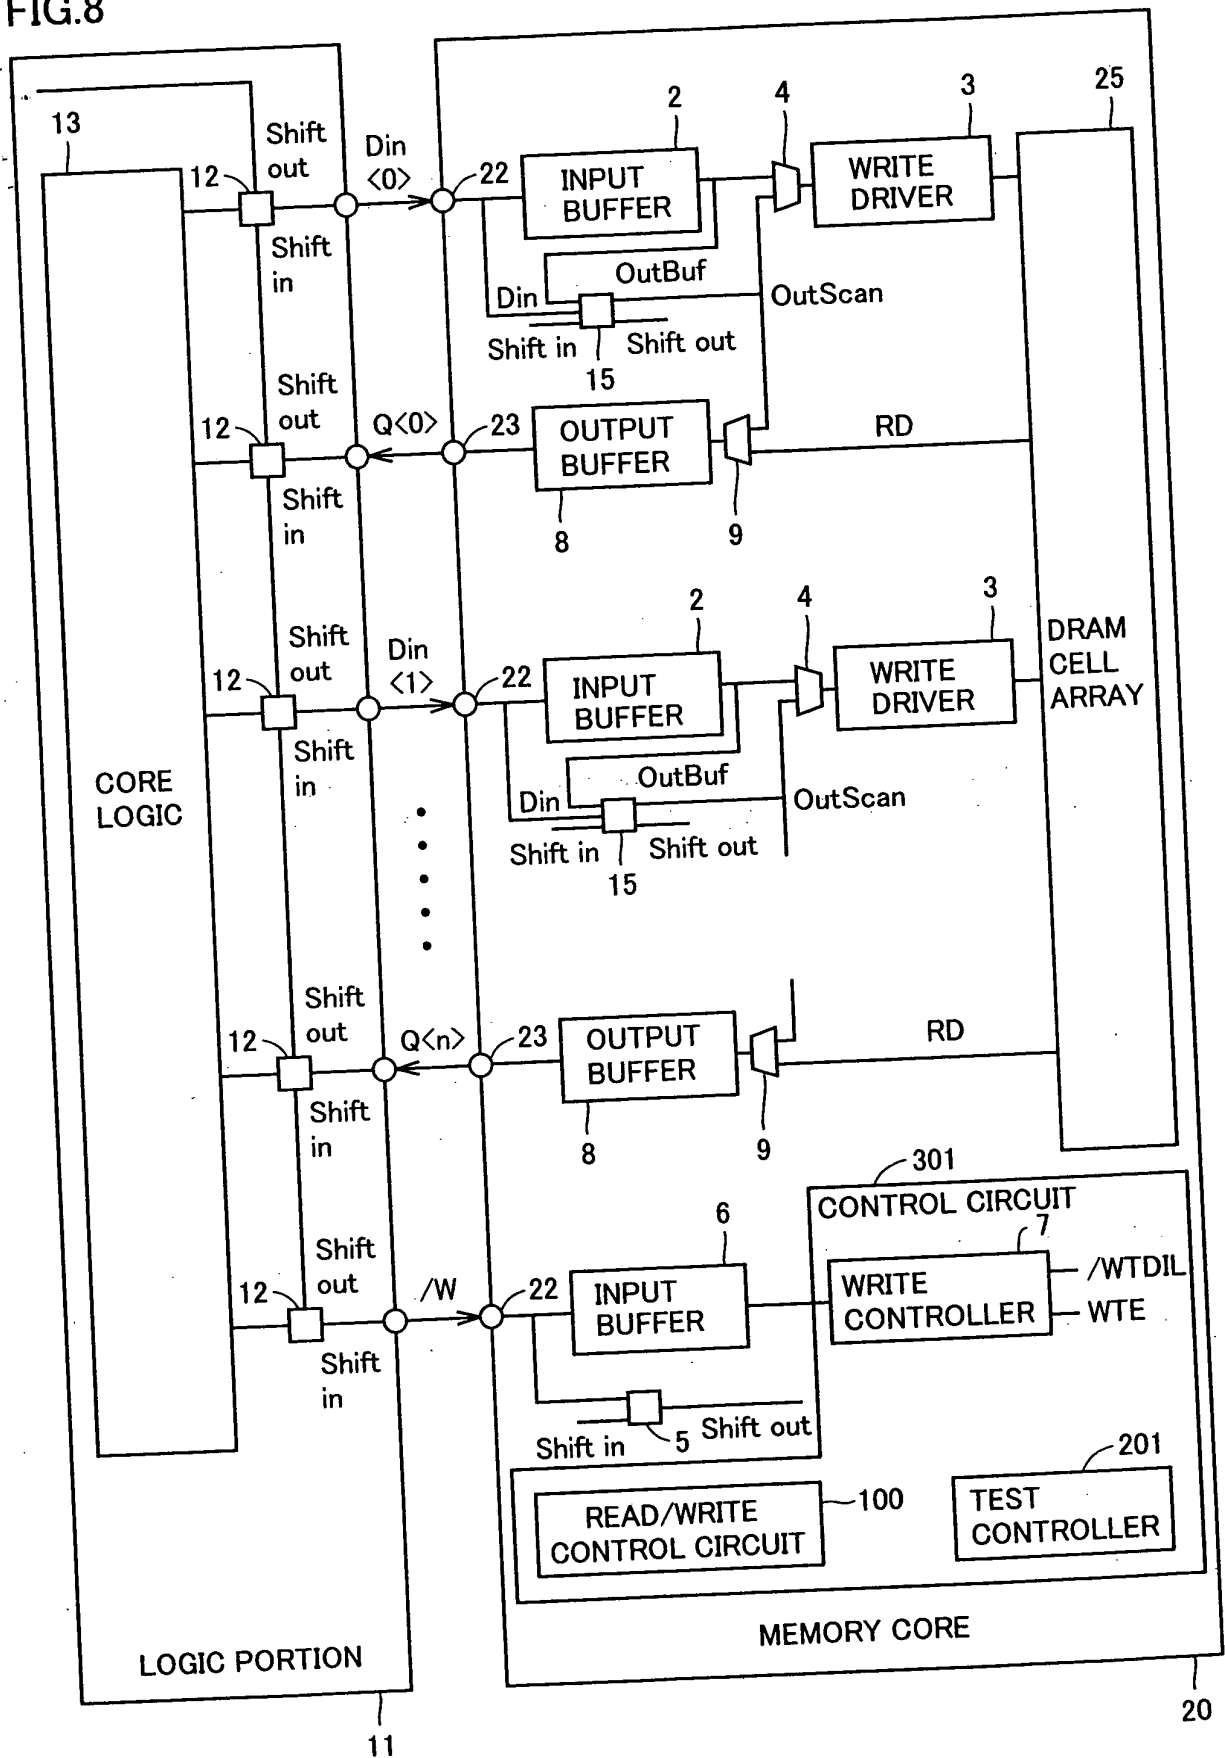 FIG.8
13
2
4
3
25
Shift
out
Din
<0>
12
22
INPUT
BUFFER
WRITE
DRIVER
Shift
in
OutBuf
Din
OutScan
Shift in
Shift out
15
Shift
out
12
Q<0>
23
OUTPUT
BUFFER
RD
Shift
in
8
9
2
4
3
Shift
out
Din
<1>
12
22
INPUT
BUFFER
WRITE
DRIVER
DRAM
CELL
ARRAY
Shift
in
CORE
LOGIC
OutBuf
Din
OutScan
Shift in
Shift out
15
Shift
out
12
Q<n>
23
OUTPUT
BUFFER
RD
Shift
in
8
9
301
CONTROL CIRCUIT
6
7
Shift
out
12
/W
22
INPUT
BUFFER
WRITE
CONTROLLER
/WTDIL
WTE
Shift
in
Shift in
5
Shift out
201
READ/WRITE
CONTROL CIRCUIT
100
TEST
CONTROLLER
MEMORY CORE
LOGIC PORTION
20
11